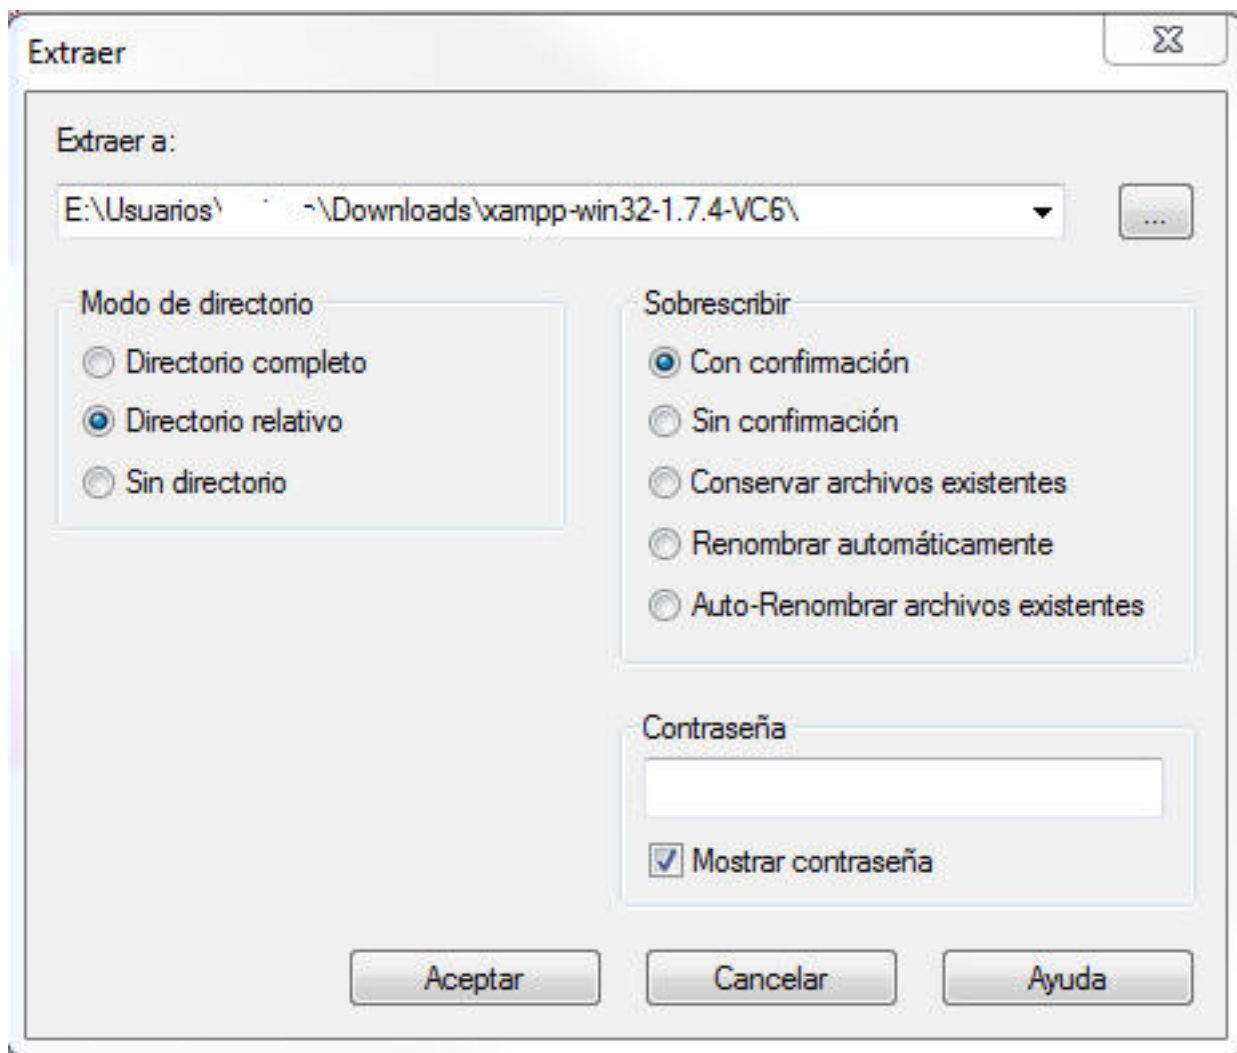 Extraer
Extraer a:
E:\Usuarios\ \Downloads\xampp-win32-1.7.4-VC6\
...
Modo de directorio
Directorio completo
Directorio relativo
Sin directorio
Sobrescribir
Con confirmación
Sin confirmación
Conservar archivos existentes
Renombrar automáticamente
Auto-Renombrar archivos existentes
Contraseña
Mostrar contraseña
Aceptar
Cancelar
Ayuda